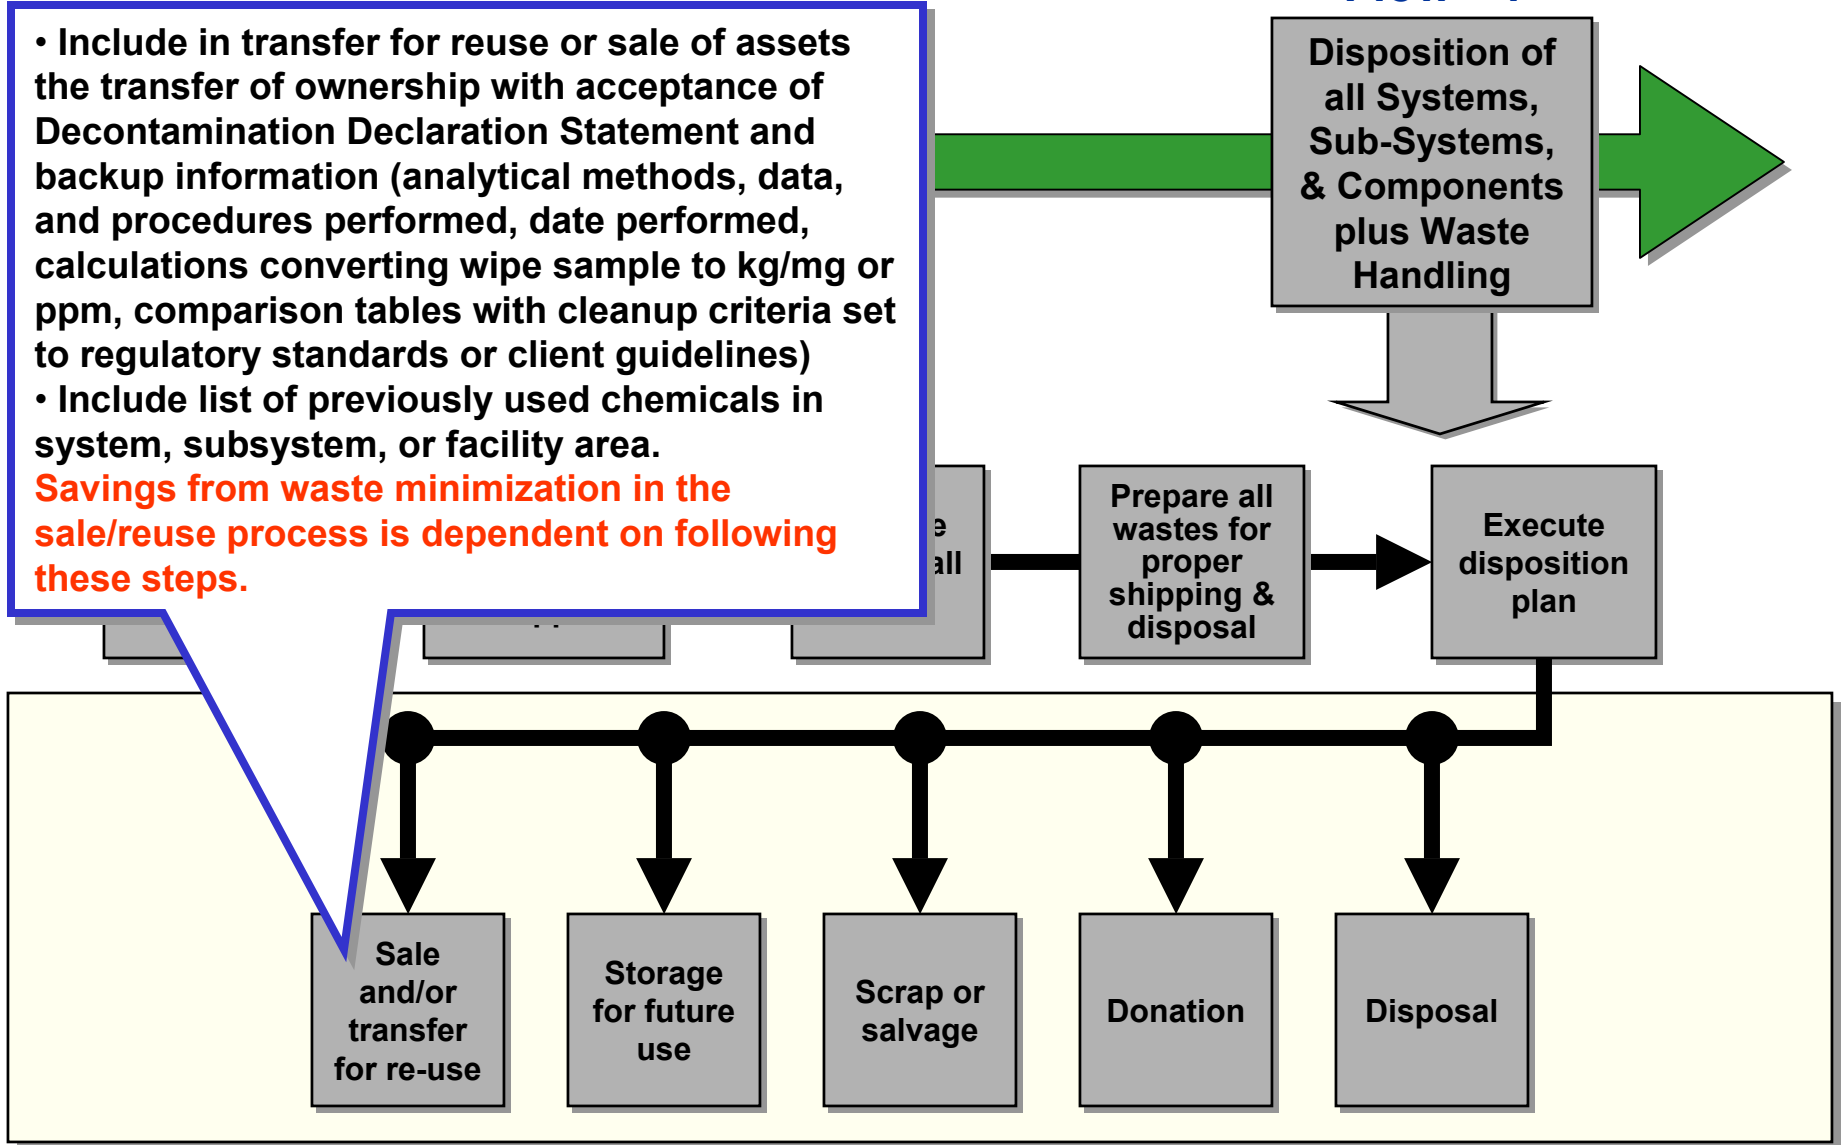 • Include in transfer for reuse or sale of assets
the transfer of ownership with acceptance of
Decontamination Declaration Statement and
backup information (analytical methods, data,
and procedures performed, date performed,
calculations converting wipe sample to kg/mg or
ppm, comparison tables with cleanup criteria set
to regulatory standards or client guidelines)
• Include list of previously used chemicals in
system, subsystem, or facility area.
Savings from waste minimization in the
sale/reuse process is dependent on following
these steps.
Disposition of
all Systems,
Sub-Systems,
& Components
plus Waste
Handling
all
Prepare all
wastes for
proper
shipping &
disposal
Execute
disposition
plan
Sale
and/or
transfer
for re-use
Storage
for future
use
Scrap or
salvage
Donation
Disposal